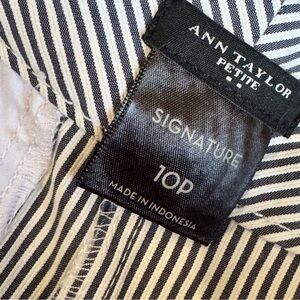 ANN TAYLOR
PETITE
SIGNATURE
10P
MADE IN INDONESIA